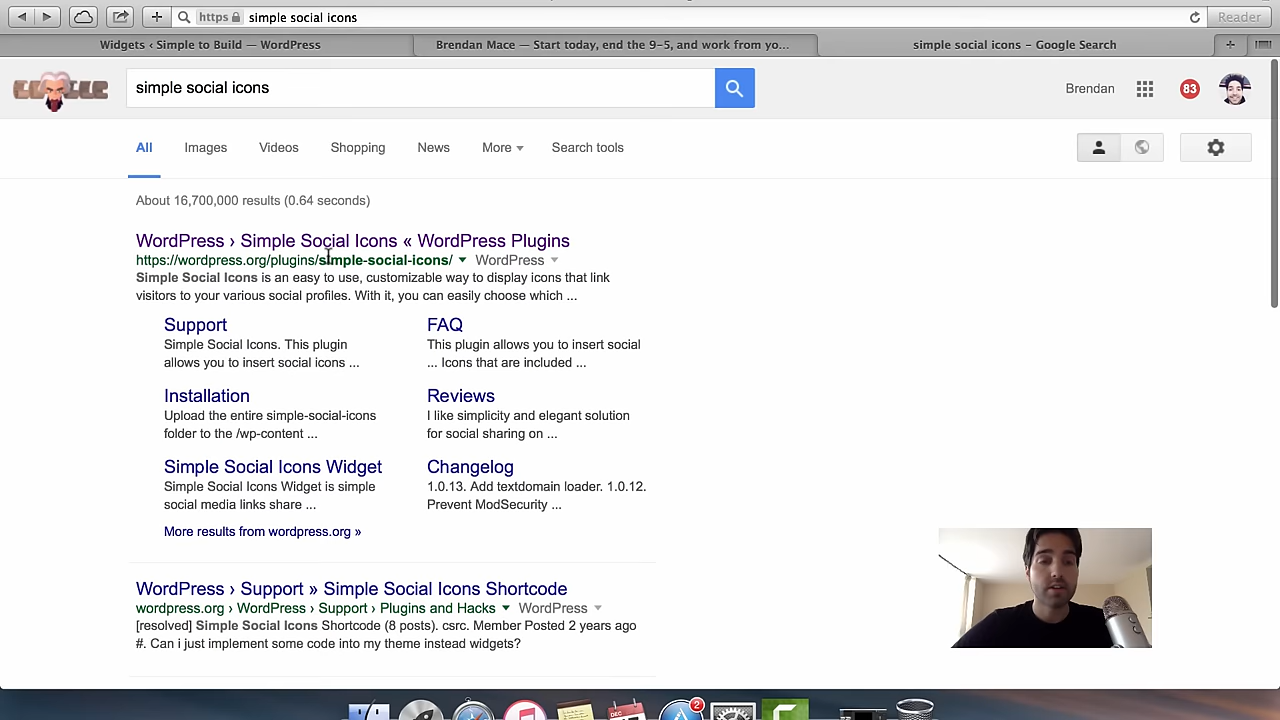 https simple social icons
Reader
Widgets ‹ Simple to Build — WordPress
Brendan Mace — Start today, end the 9–5, and work from yo...
simple social icons – Google Search
simple social icons
Brendan
83
All Images Videos Shopping News More Search tools
About 16,700,000 results (0.64 seconds)
WordPress › Simple Social Icons « WordPress Plugins
https://wordpress.org/plugins/simple-social-icons/ WordPress
Simple Social Icons is an easy to use, customizable way to display icons that link
visitors to your various social profiles. With it, you can easily choose which ...
Support
Simple Social Icons. This plugin
allows you to insert social icons ...
FAQ
This plugin allows you to insert social
... Icons that are included ...
Installation
Upload the entire simple-social-icons
folder to the /wp-content ...
Reviews
I like simplicity and elegant solution
for social sharing on ...
Simple Social Icons Widget
Simple Social Icons Widget is simple
social media links share ...
Changelog
1.0.13. Add textdomain loader. 1.0.12.
Prevent ModSecurity ...
More results from wordpress.org »
WordPress › Support » Simple Social Icons Shortcode
wordpress.org › WordPress › Support › Plugins and Hacks WordPress
[resolved] Simple Social Icons Shortcode (8 posts). csrc. Member Posted 2 years ago
#. Can i just implement some code into my theme instead widgets?
DEC
2